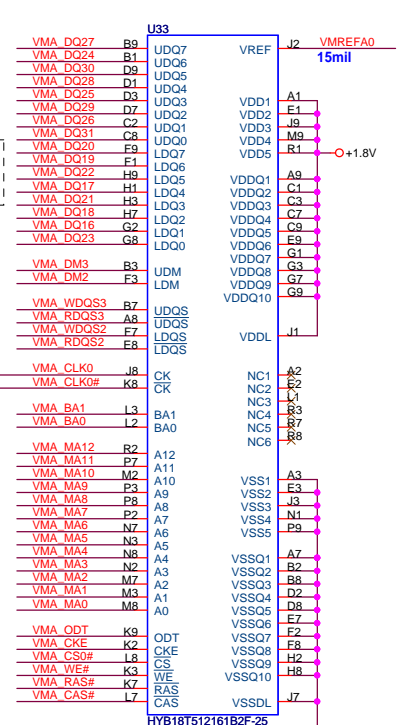 U33
VMA_DQ27 B9 UDQ7 VREF J2 VMREFA0
VMA_DQ24 B1 UDQ6 15mil
VMA_DQ30 D9 UDQ5
VMA_DQ28 D1 UDQ4
VMA_DQ25 D3 UDQ3 VDD1 A1
VMA_DQ29 D7 UDQ2 VDD2 E1
VMA_DQ26 C2 UDQ1 VDD3 J9
VMA_DQ31 C8 UDQ0 VDD4 M9
VMA_DQ20 F9 LDQ7 VDD5 R1 +1.8V
VMA_DQ19 F1 LDQ6
VMA_DQ22 H9 LDQ5 VDDQ1 A9
VMA_DQ17 H1 LDQ4 VDDQ2 C1
VMA_DQ21 H3 LDQ3 VDDQ3 C3
VMA_DQ18 H7 LDQ2 VDDQ4 C7
VMA_DQ16 G2 LDQ1 VDDQ5 C9
VMA_DQ23 G8 LDQ0 VDDQ6 E9
VDDQ7 G1
VMA_DM3 B3 UDM VDDQ8 G3
VMA_DM2 F3 LDM VDDQ9 G7
VDDQ10 G9
VMA_WDQS3 B7 UDQS
VMA_RDQS3 A8 UDQS
VMA_WDQS2 F7 LDQS VDDL J1
VMA_RDQS2 E8 LDQS
VMA_CLK0 J8 CK NC1 A2
VMA_CLK0# K8 CK NC2 E2
NC3 L1
VMA_BA1 L3 BA1 NC4 R3
VMA_BA0 L2 BA0 NC5 R7
NC6 R8
VMA_MA12 R2 A12
VMA_MA11 P7 A11
VMA_MA10 M2 A10 VSS1 A3
VMA_MA9 P3 A9 VSS2 E3
VMA_MA8 P8 A8 VSS3 J3
VMA_MA7 P2 A7 VSS4 N1
VMA_MA6 N7 A6 VSS5 P9
VMA_MA5 N3 A5
VMA_MA4 N8 A4 VSSQ1 A7
VMA_MA3 N2 A3 VSSQ2 B2
VMA_MA2 M7 A2 VSSQ3 B8
VMA_MA1 M3 A1 VSSQ4 D2
VMA_MA0 M8 A0 VSSQ5 D8
VSSQ6 E7
VMA_ODT K9 ODT VSSQ7 F2
VMA_CKE K2 CKE VSSQ8 F8
VMA_CS0# L8 CS VSSQ9 H2
VMA_WE# K3 WE VSSQ10 H8
VMA_RAS# K7 RAS
VMA_CAS# L7 CAS VSSDL J7
HYB18T512161B2F-25